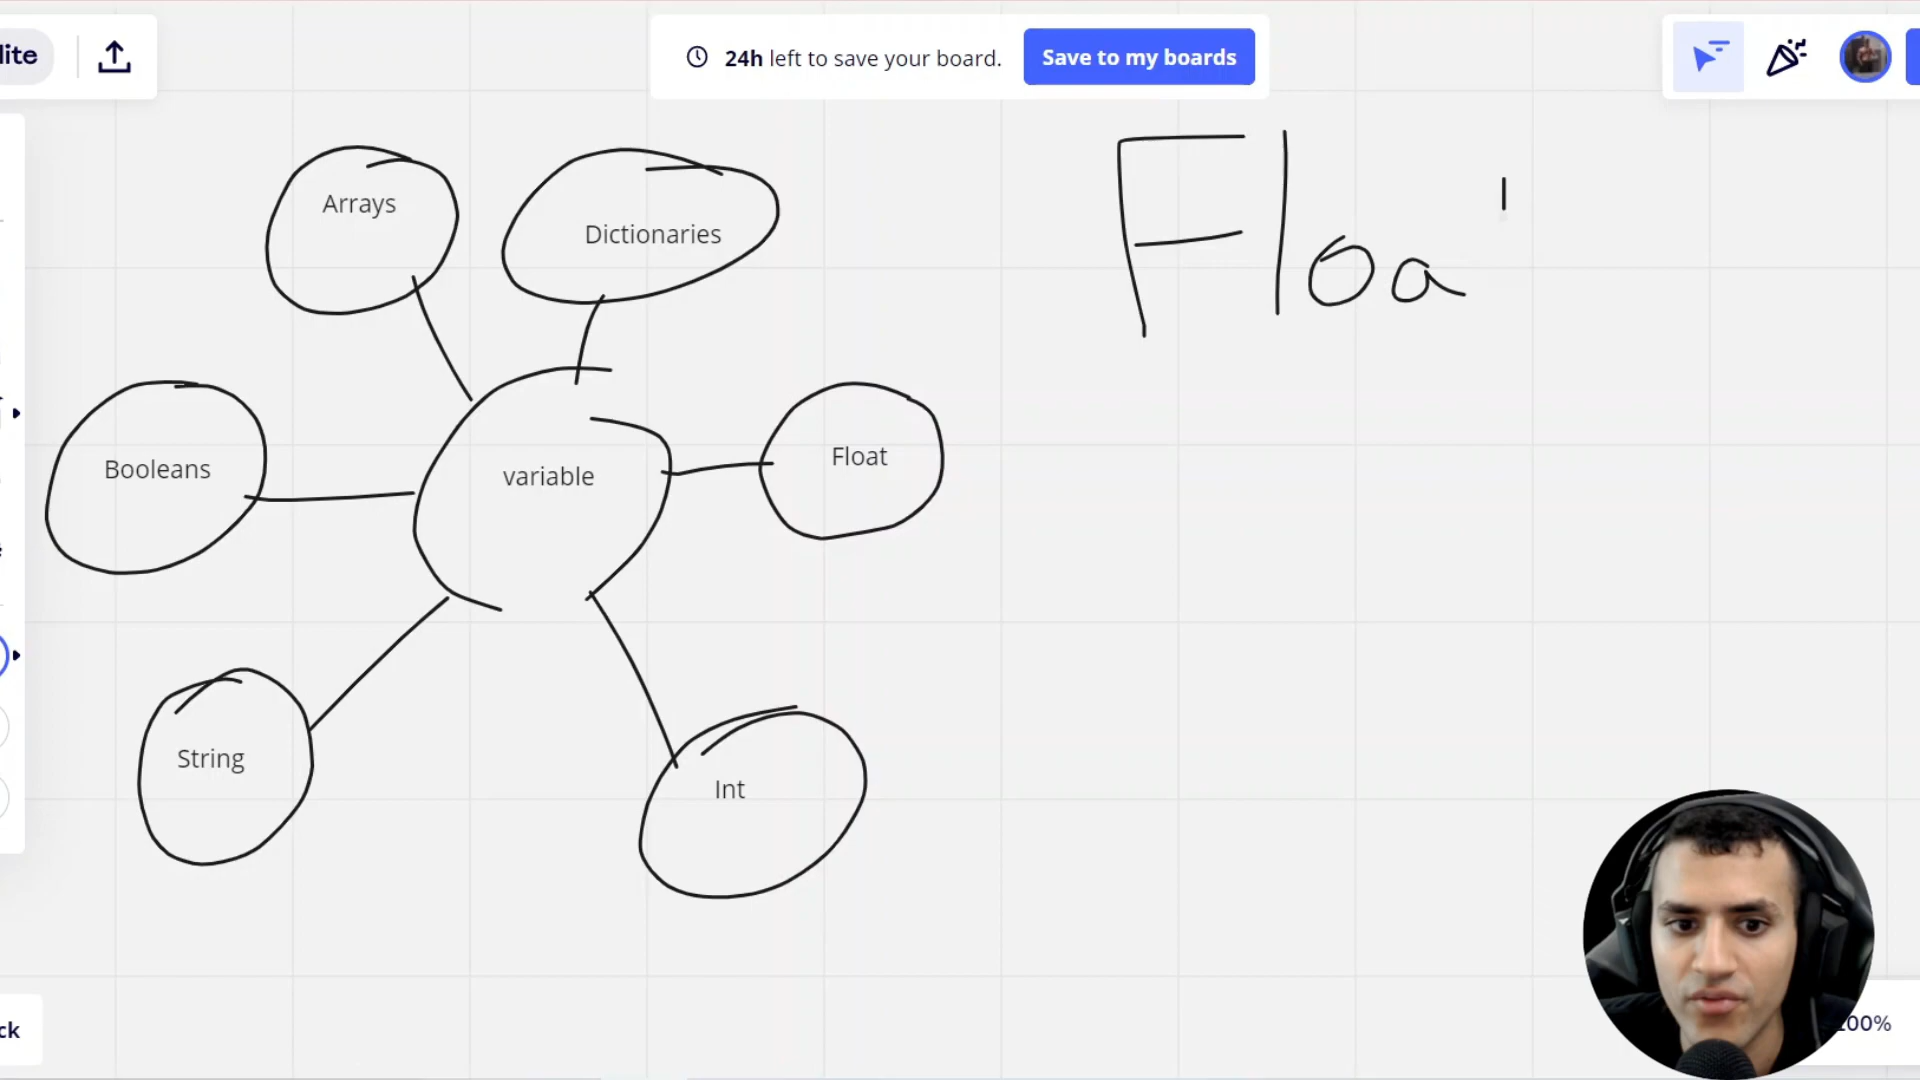 lite
24h left to save your board.
Save to my boards
Arrays
Dictionaries
Floa
Booleans
variable
Float
String
Int
ck
100%